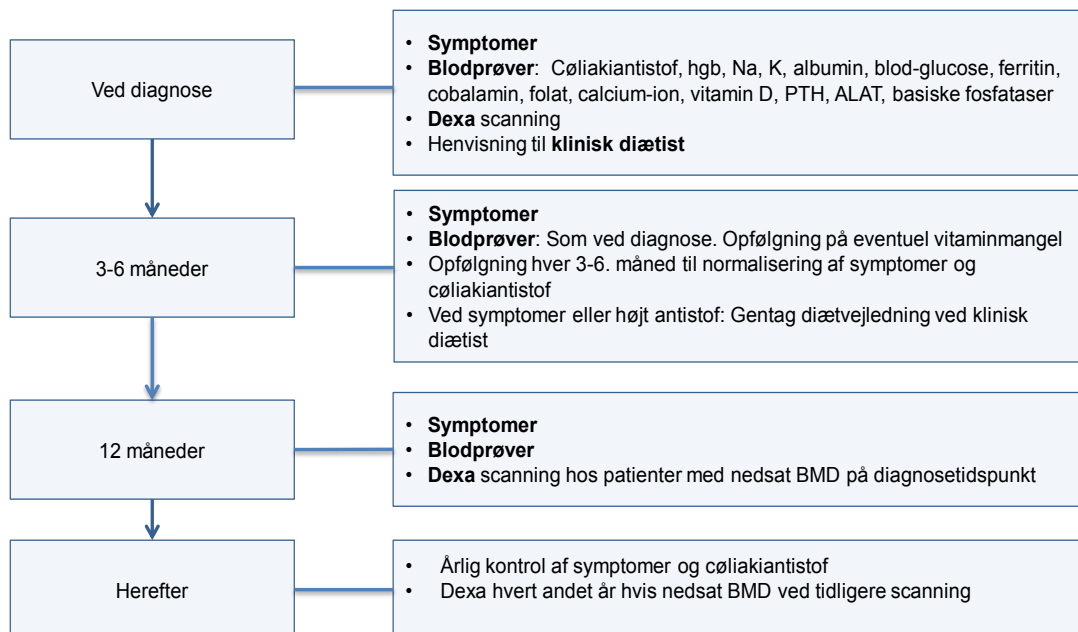 Ved diagnose
• Symptomer
• Blodprøver: Cøliakiantistof, hgb, Na, K, albumin, blod-glucose, ferritin,
cobalamin, folat, calcium-ion, vitamin D, PTH, ALAT, basiske fosfataser
• Dexa scanning
• Henvisning til klinisk diætist
3-6 måneder
• Symptomer
• Blodprøver: Som ved diagnose. Opfølgning på eventuel vitaminmangel
• Opfølgning hver 3-6. måned til normalisering af symptomer og
cøliakiantistof
• Ved symptomer eller højt antistof: Gentag diætvejledning ved klinisk
diætist
12 måneder
• Symptomer
• Blodprøver
• Dexa scanning hos patienter med nedsat BMD på diagnosetidspunkt
Herefter
• Årlig kontrol af symptomer og cøliakiantistof
• Dexa hvert andet år hvis nedsat BMD ved tidligere scanning